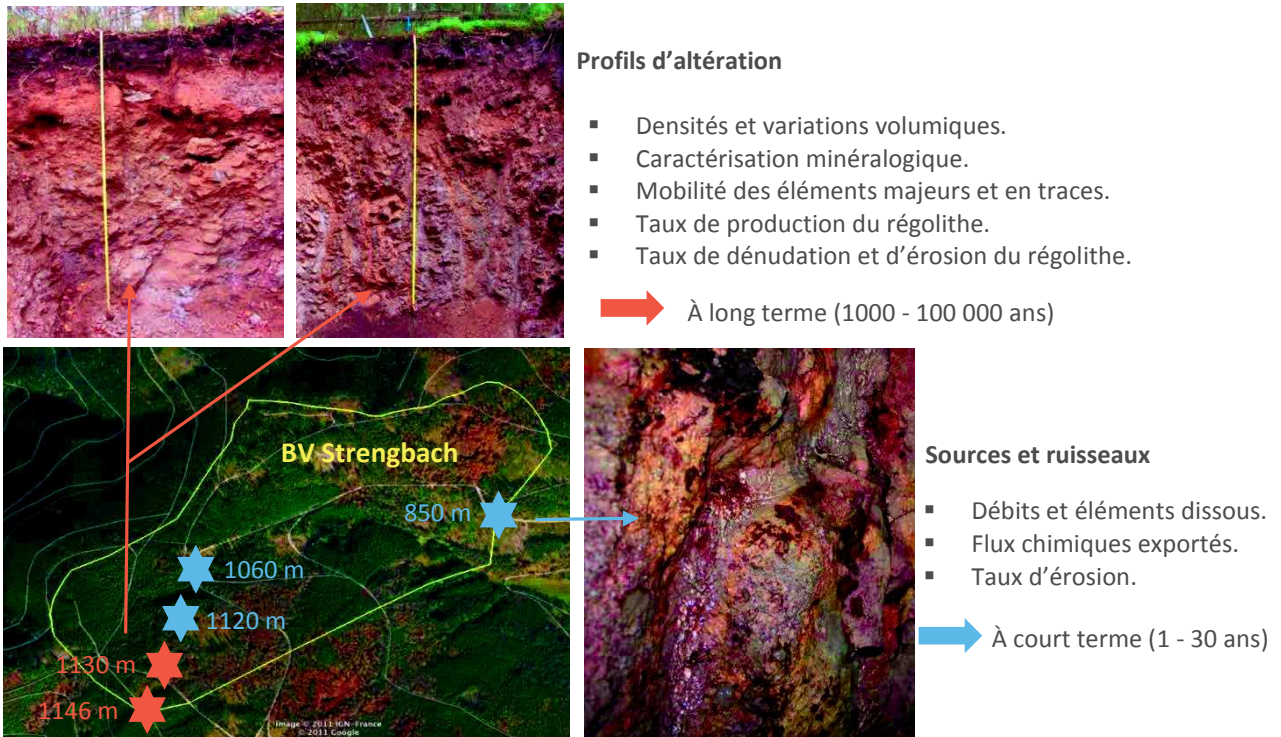 Profils d'altération
▪ Densités et variations volumiques.
▪ Caractérisation minéralogique.
▪ Mobilité des éléments majeurs et en traces.
▪ Taux de production du régolithe.
▪ Taux de dénudation et d'érosion du régolithe.
À long terme (1000 - 100 000 ans)
BV Strengbach
850 m
1060 m
1120 m
1130 m
1146 m
Image © 2011 IGN-France
© 2011 Google
Sources et ruisseaux
▪ Débits et éléments dissous.
▪ Flux chimiques exportés.
▪ Taux d'érosion.
À court terme (1 - 30 ans)